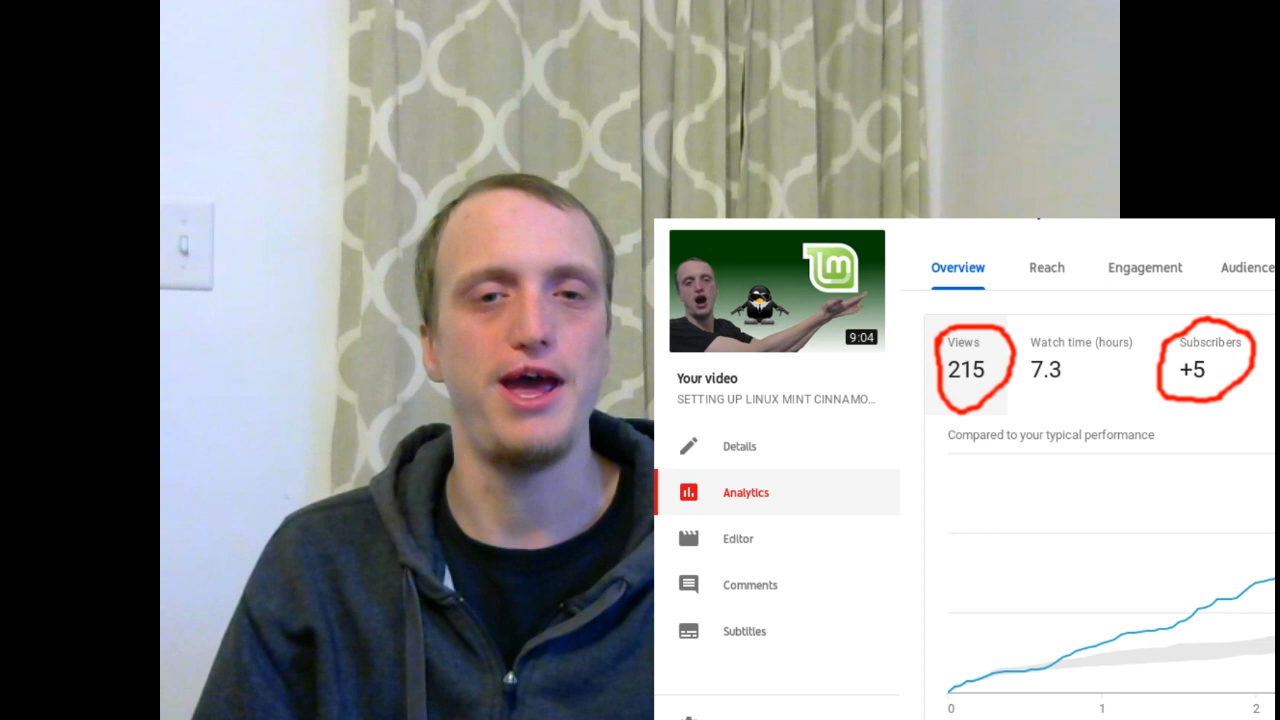 Overview Reach Engagement Audience
9:04
Views Watch time (hours) Subscribers
215 7.3 +5
Your video
SETTING UP LINUX MINT CINNAMO...
Compared to your typical performance
Details
Analytics
Editor
Comments
Subtitles
0 1 2